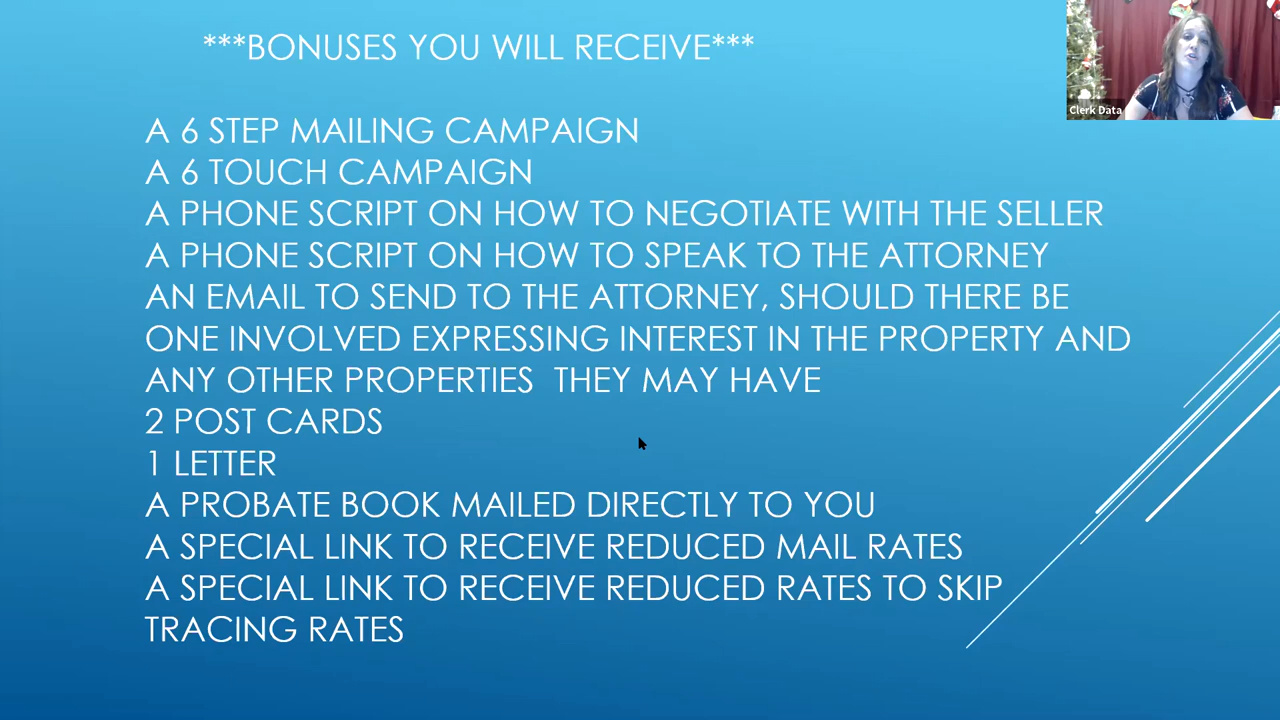 ***BONUSES YOU WILL RECEIVE***
A 6 STEP MAILING CAMPAIGN
A 6 TOUCH CAMPAIGN
A PHONE SCRIPT ON HOW TO NEGOTIATE WITH THE SELLER
A PHONE SCRIPT ON HOW TO SPEAK TO THE ATTORNEY
AN EMAIL TO SEND TO THE ATTORNEY, SHOULD THERE BE
ONE INVOLVED EXPRESSING INTEREST IN THE PROPERTY AND
ANY OTHER PROPERTIES  THEY MAY HAVE
2 POST CARDS
1 LETTER
A PROBATE BOOK MAILED DIRECTLY TO YOU
A SPECIAL LINK TO RECEIVE REDUCED MAIL RATES
A SPECIAL LINK TO RECEIVE REDUCED RATES TO SKIP
TRACING RATES
Clerk Data